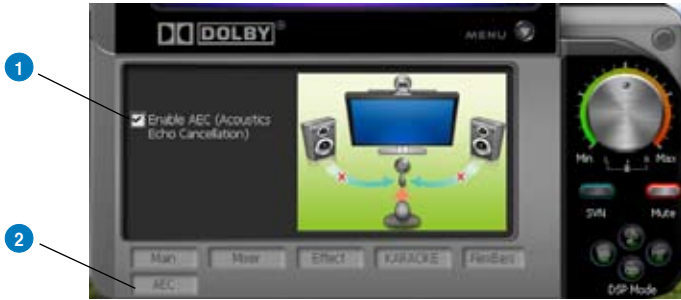 DOLBY®
MENU
1
Enable AEC (Acoustics
Echo Cancellation)
Min L R Max
SVN Mute
2
Main Mixer Effect KARAOKE FlexBass
AEC
DSP Mode